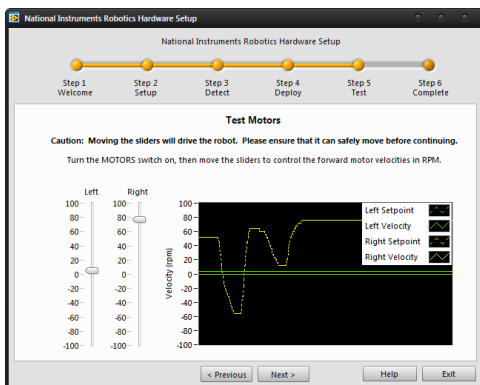 National Instruments Robotics Hardware Setup
National Instruments Robotics Hardware Setup
Step 1
Welcome
Step 2
Setup
Step 3
Detect
Step 4
Deploy
Step 5
Test
Step 6
Complete
Test Motors
Caution: Moving the sliders will drive the robot. Please ensure that it can safely move before continuing.
Turn the MOTORS switch on, then move the sliders to control the forward motor velocities in RPM.
Left
100
80
60
40
20
0
-20
-40
-60
-80
-100
Right
100
80
60
40
20
0
-20
-40
-60
-80
-100
Velocity (rpm)
100
80
60
40
20
0
-20
-40
-60
-80
-100
Left Setpoint
Left Velocity
Right Setpoint
Right Velocity
< Previous
Next >
Help
Exit